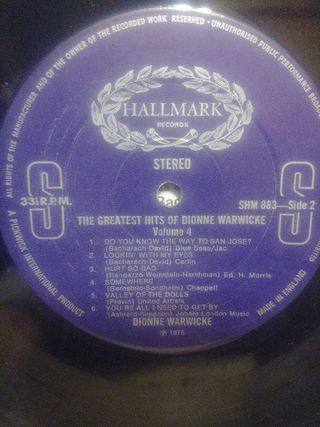 ALL RIGHTS OF THE MANUFACTURER AND OF THE OWNER OF THE RECORDED WORK RESERVED · UNAUTHORISED PUBLIC PERFORMANCE BROAD
HALLMARK
RECORDS
STEREO
S
S
33⅓ R.P.M.
SHM 883—Side 2
THE GREATEST HITS OF DIONNE WARWICKE
Volume 4
1. DO YOU KNOW THE WAY TO SAN JOSE?
(Bacharach-David) Blue Seas/Jac
2. LOOKIN' WITH MY EYES
(Bacharach-David) Carlin
3. HURT SO BAD
(Randazzo-Weinstein-Harshman) Ed. H. Morris
4. SOMEWHERE
(Bernstein-Sondheim) Chappell
5. VALLEY OF THE DOLLS
(Previn) United Artists
6. YOU'RE ALL I NEED TO GET BY
(Ashford-Simpson) Jobete London Music
DIONNE WARWICKE
℗ 1975
A PICKWICK INTERNATIONAL PRODUCT
MADE IN ENGLAND